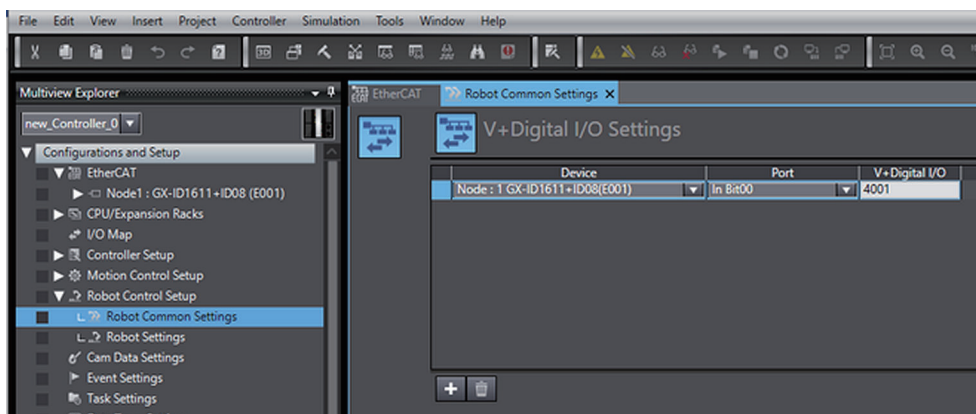 File Edit View Insert Project Controller Simulation Tools Window Help
Multiview Explorer
new_Controller_0
Configurations and Setup
EtherCAT
Node1 : GX-ID1611+ID08 (E001)
CPU/Expansion Racks
I/O Map
Controller Setup
Motion Control Setup
Robot Control Setup
Robot Common Settings
Robot Settings
Cam Data Settings
Event Settings
Task Settings
EtherCAT Robot Common Settings
V+Digital I/O Settings
Device Port V+Digital I/O
Node : 1 GX-ID1611+ID08(E001) In Bit00 4001